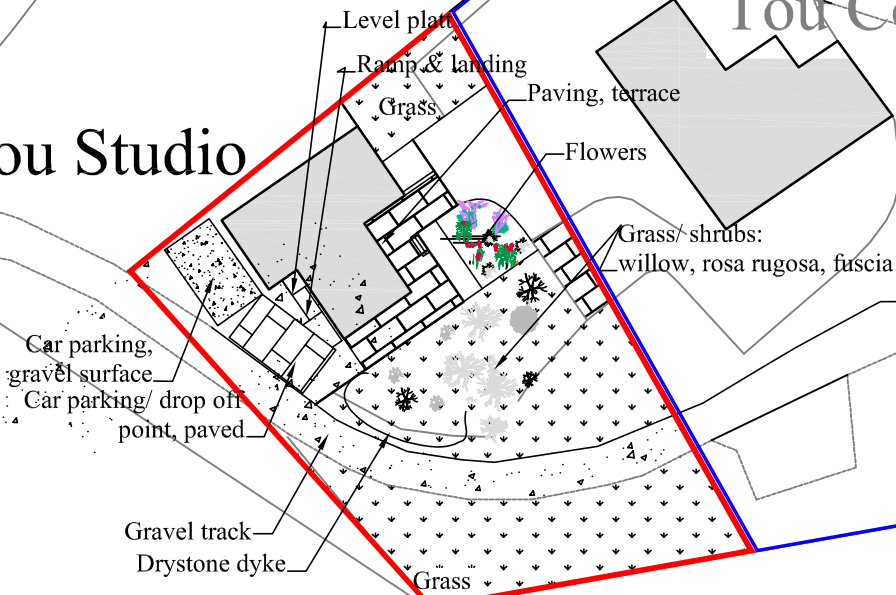 Level platt
Ramp & landing
Grass
Paving, terrace
Flowers
ou Studio
Tou C
Grass/ shrubs:
willow, rosa rugosa, fuscia
Car parking,
gravel surface
Car parking/ drop off
point, paved
Gravel track
Drystone dyke
Grass